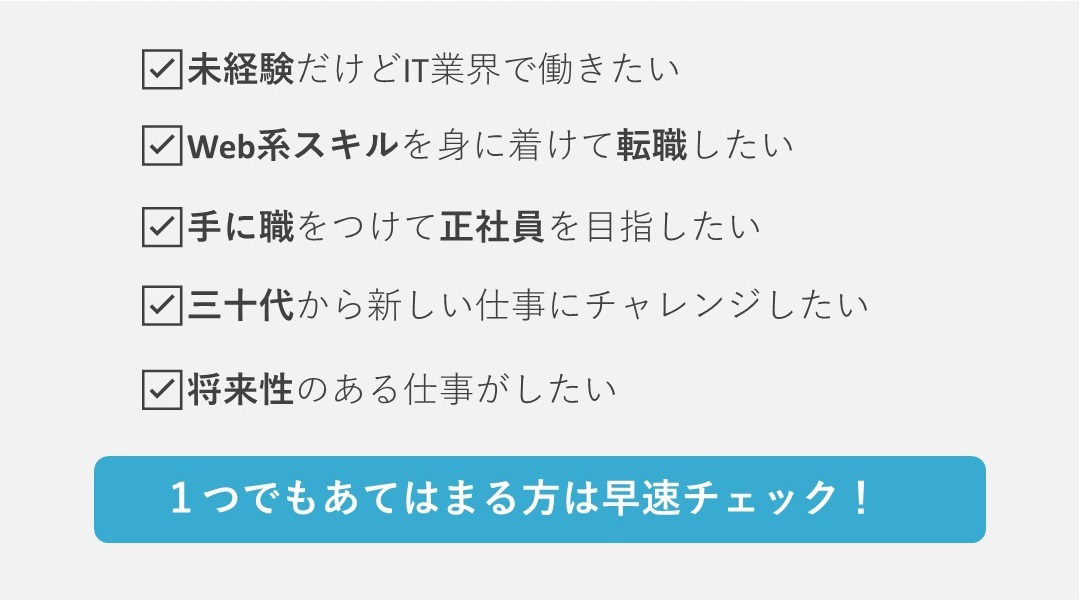 未経験だけどIT業界で働きたい
Web系スキルを身に着けて転職したい
手に職をつけて正社員を目指したい
三十代から新しい仕事にチャレンジしたい
将来性のある仕事がしたい
１つでもあてはまる方は早速チェック！